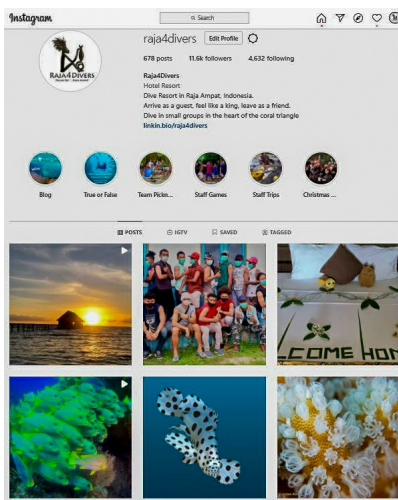 Instagram
Search
RAJA4DIVERS
raja4divers Edit Profile
678 posts 11.6k followers 4,632 following
Raja4Divers
Hotel Resort
Dive Resort in Raja Ampat, Indonesia.
Arrive as a guest, feel like a king, leave as a friend.
Dive in small groups in the heart of the coral triangle
linkin.bio/raja4divers
Blog True or False Team Pickn... Staff Games Staff Trips Christmas ...
POSTS IGTV SAVED TAGGED
LCOME HOM